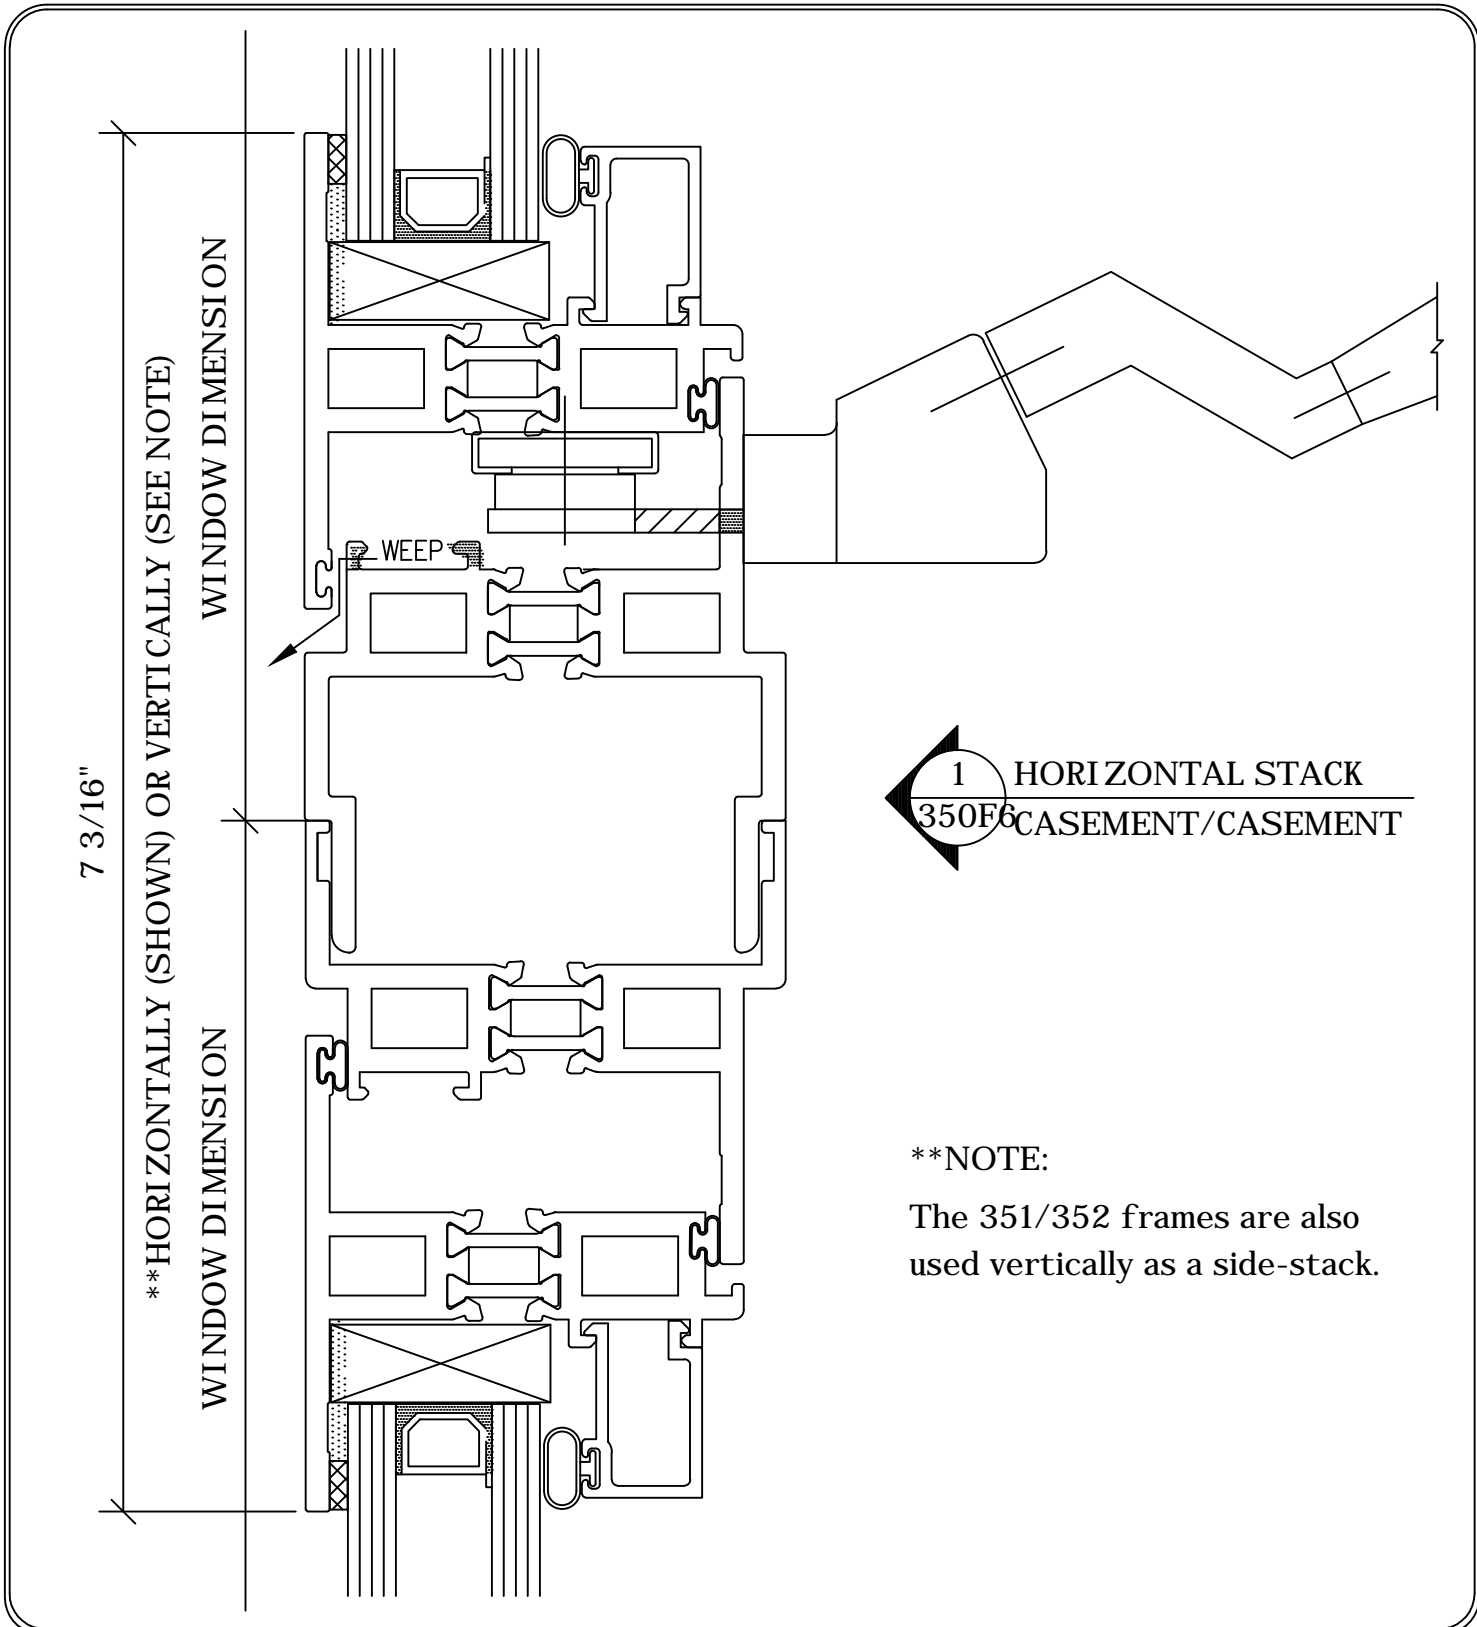 7 3/16"
**HORIZONTALLY (SHOWN) OR VERTICALLY (SEE NOTE)
WINDOW DIMENSION
WINDOW DIMENSION
WEEP
1
350F6
HORIZONTAL STACK
CASEMENT/CASEMENT
**NOTE:
The 351/352 frames are also
used vertically as a side-stack.